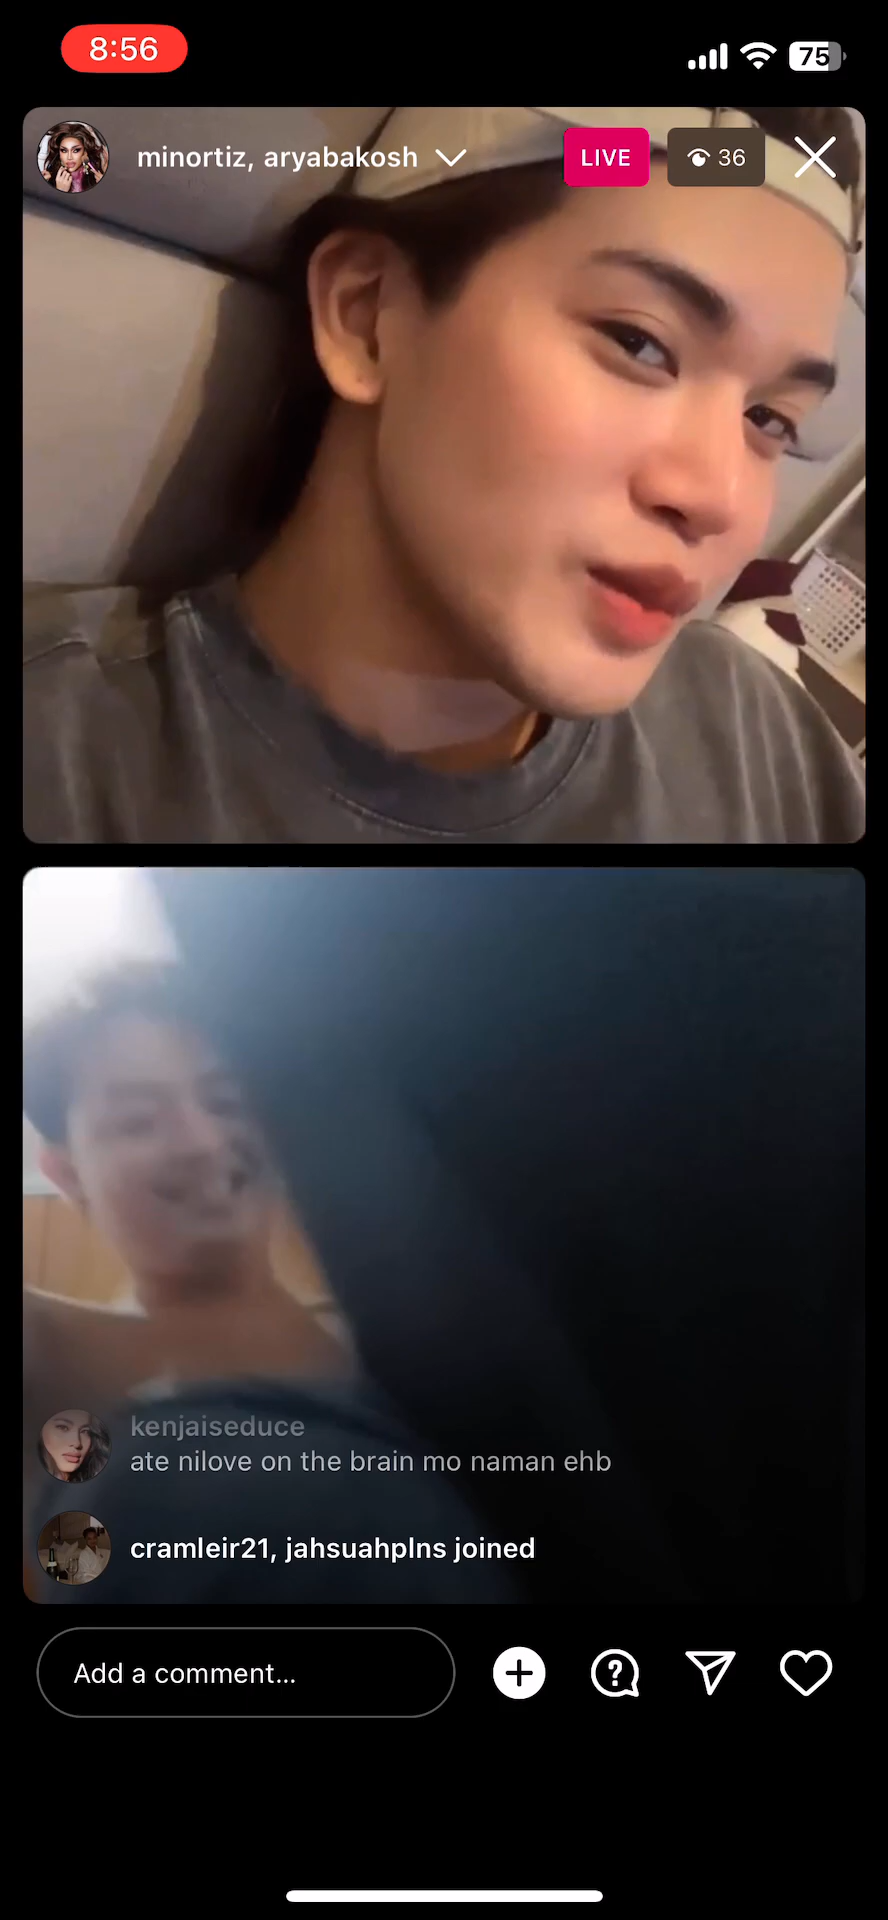 8:56
75
minortiz, aryabakosh
LIVE
36
kenjaiseduce
ate nilove on the brain mo naman ehb
cramleir21, jahsuahplns joined
Add a comment...